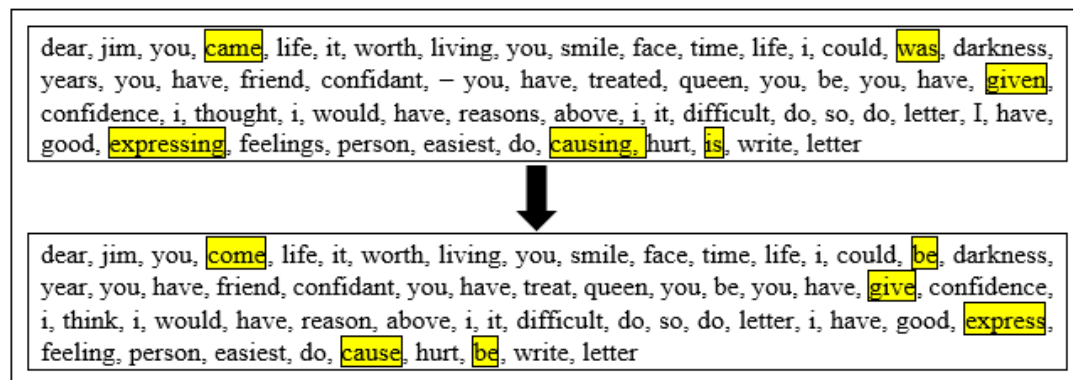 dear, jim, you, came, life, it, worth, living, you, smile, face, time, life, i, could, was, darkness,
years, you, have, friend, confidant, – you, have, treated, queen, you, be, you, have, given,
confidence, i, thought, i, would, have, reasons, above, i, it, difficult, do, so, do, letter, I, have,
good, expressing, feelings, person, easiest, do, causing, hurt, is, write, letter
dear, jim, you, come, life, it, worth, living, you, smile, face, time, life, i, could, be, darkness,
year, you, have, friend, confidant, you, have, treat, queen, you, be, you, have, give, confidence,
i, think, i, would, have, reason, above, i, it, difficult, do, so, do, letter, i, have, good, express,
feeling, person, easiest, do, cause, hurt, be, write, letter